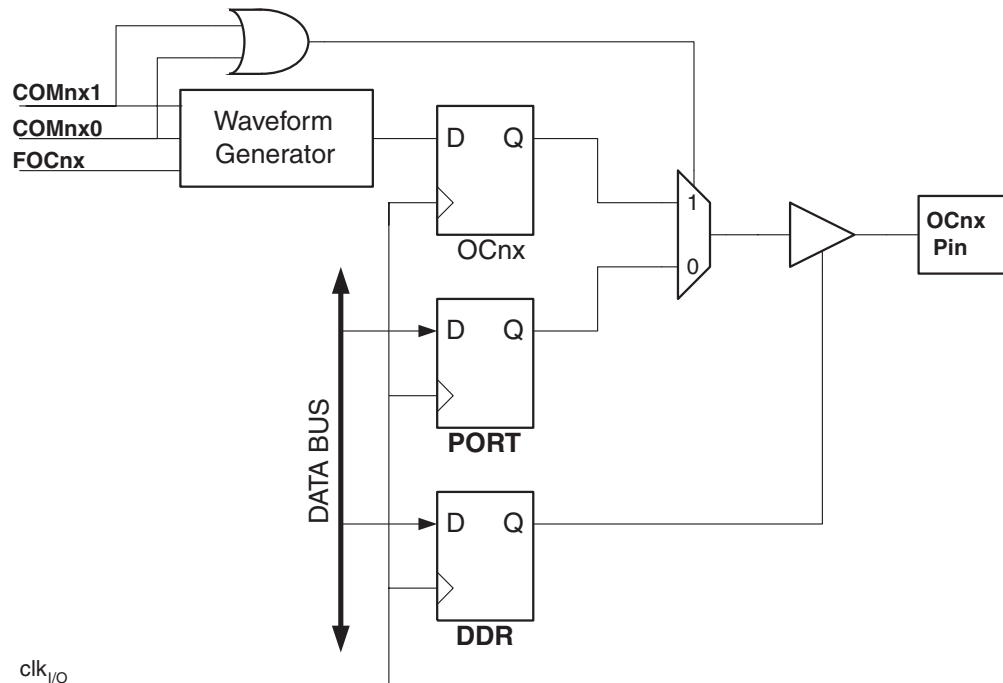 COMnx1
COMnx0
FOCnx
Waveform
Generator
D Q
OCnx
1
0
OCnx
Pin
D Q
PORT
DATA BUS
D Q
DDR
clkI/O